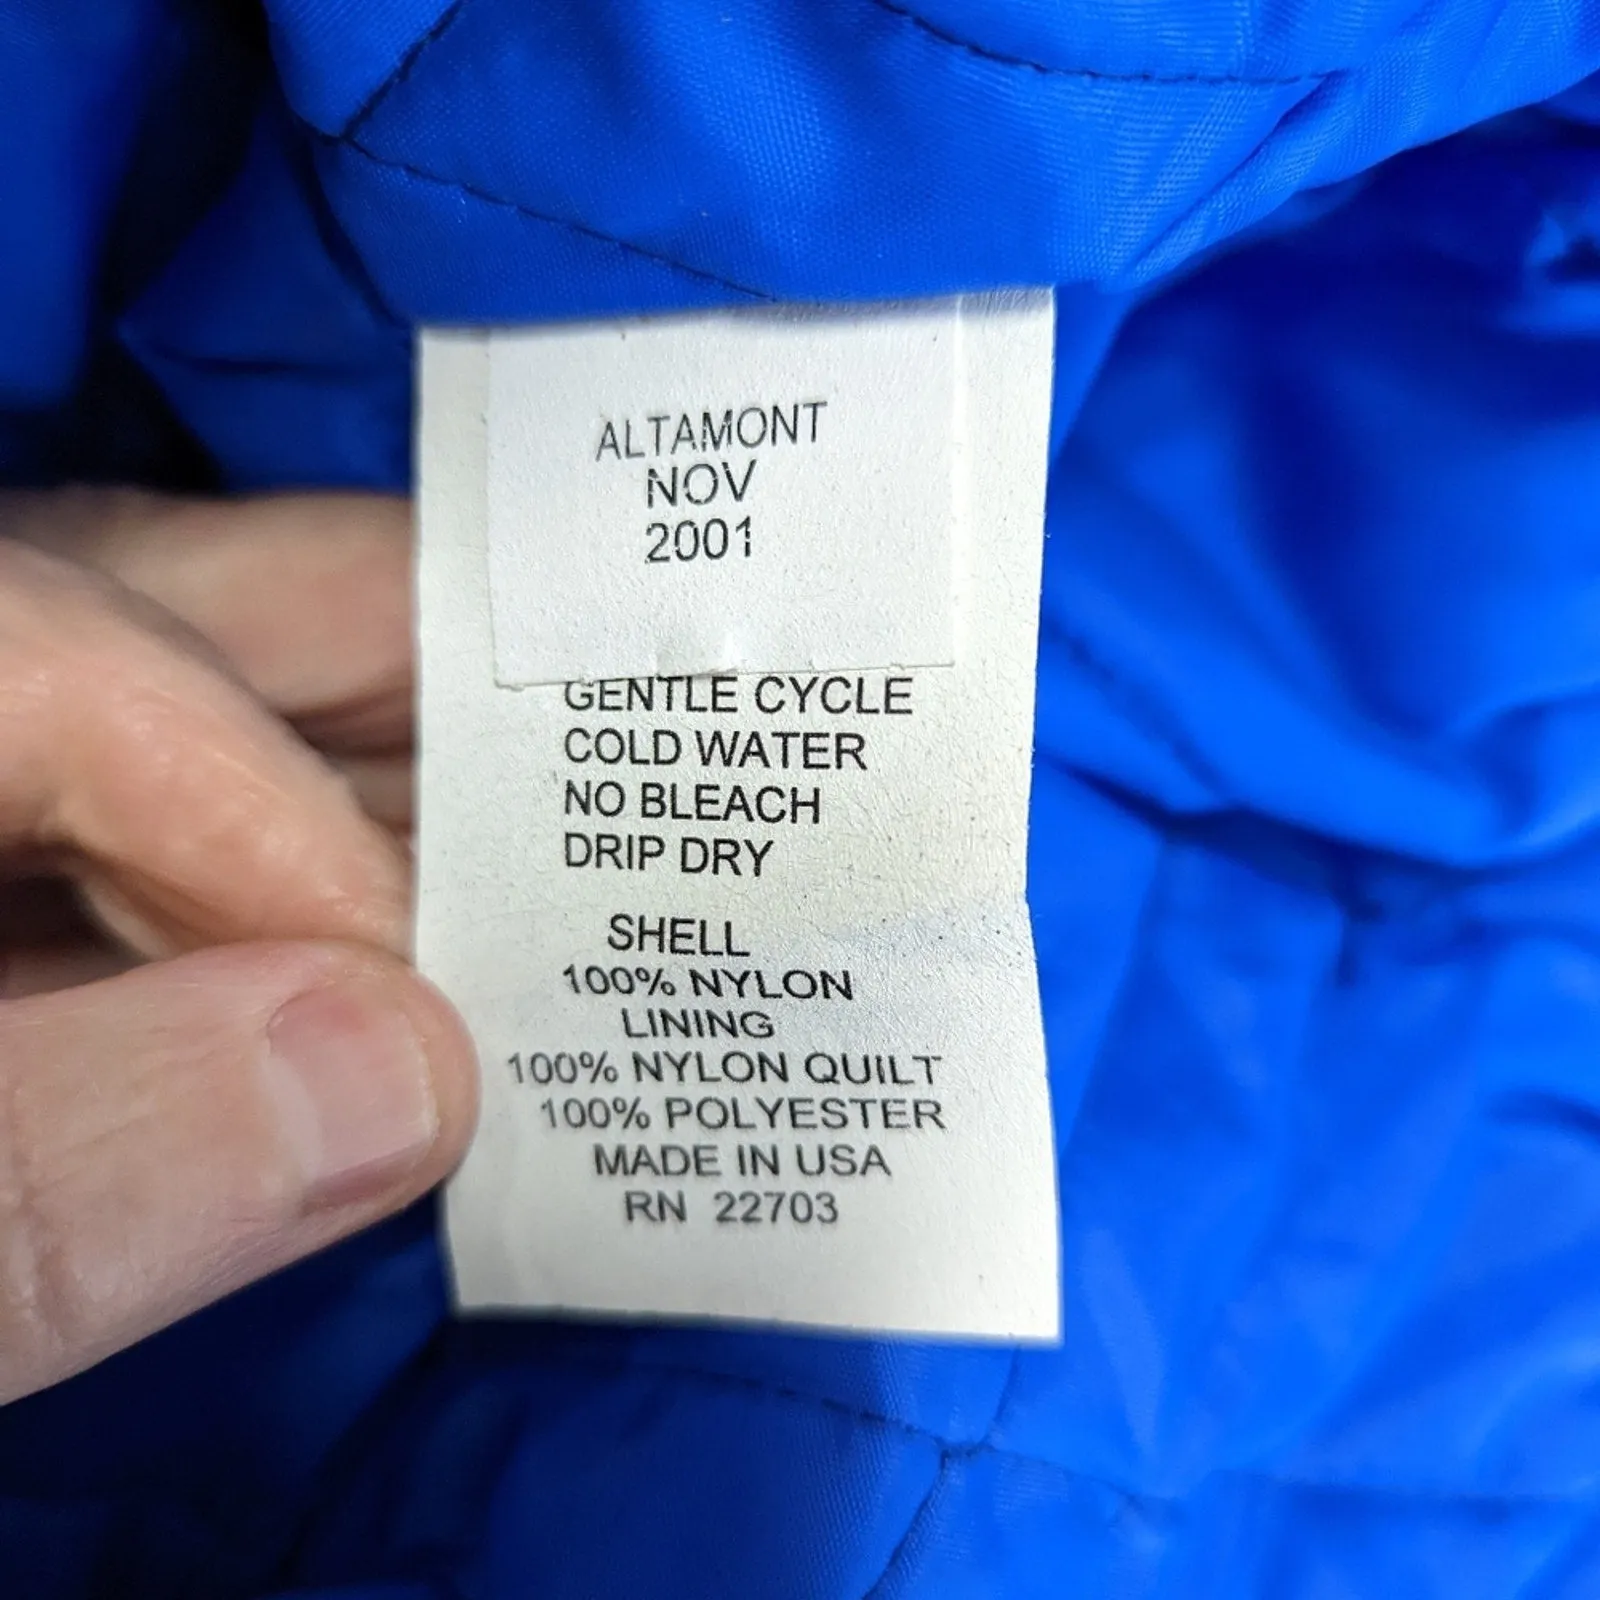 ALTAMONT
NOV
2001
GENTLE CYCLE
COLD WATER
NO BLEACH
DRIP DRY
SHELL
100% NYLON
LINING
100% NYLON QUILT
100% POLYESTER
MADE IN USA
RN 22703